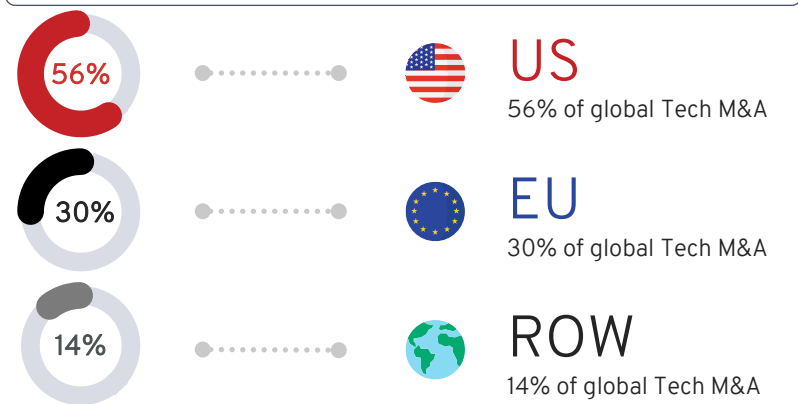 56%
US
56% of global Tech M&A
30%
EU
30% of global Tech M&A
14%
ROW
14% of global Tech M&A